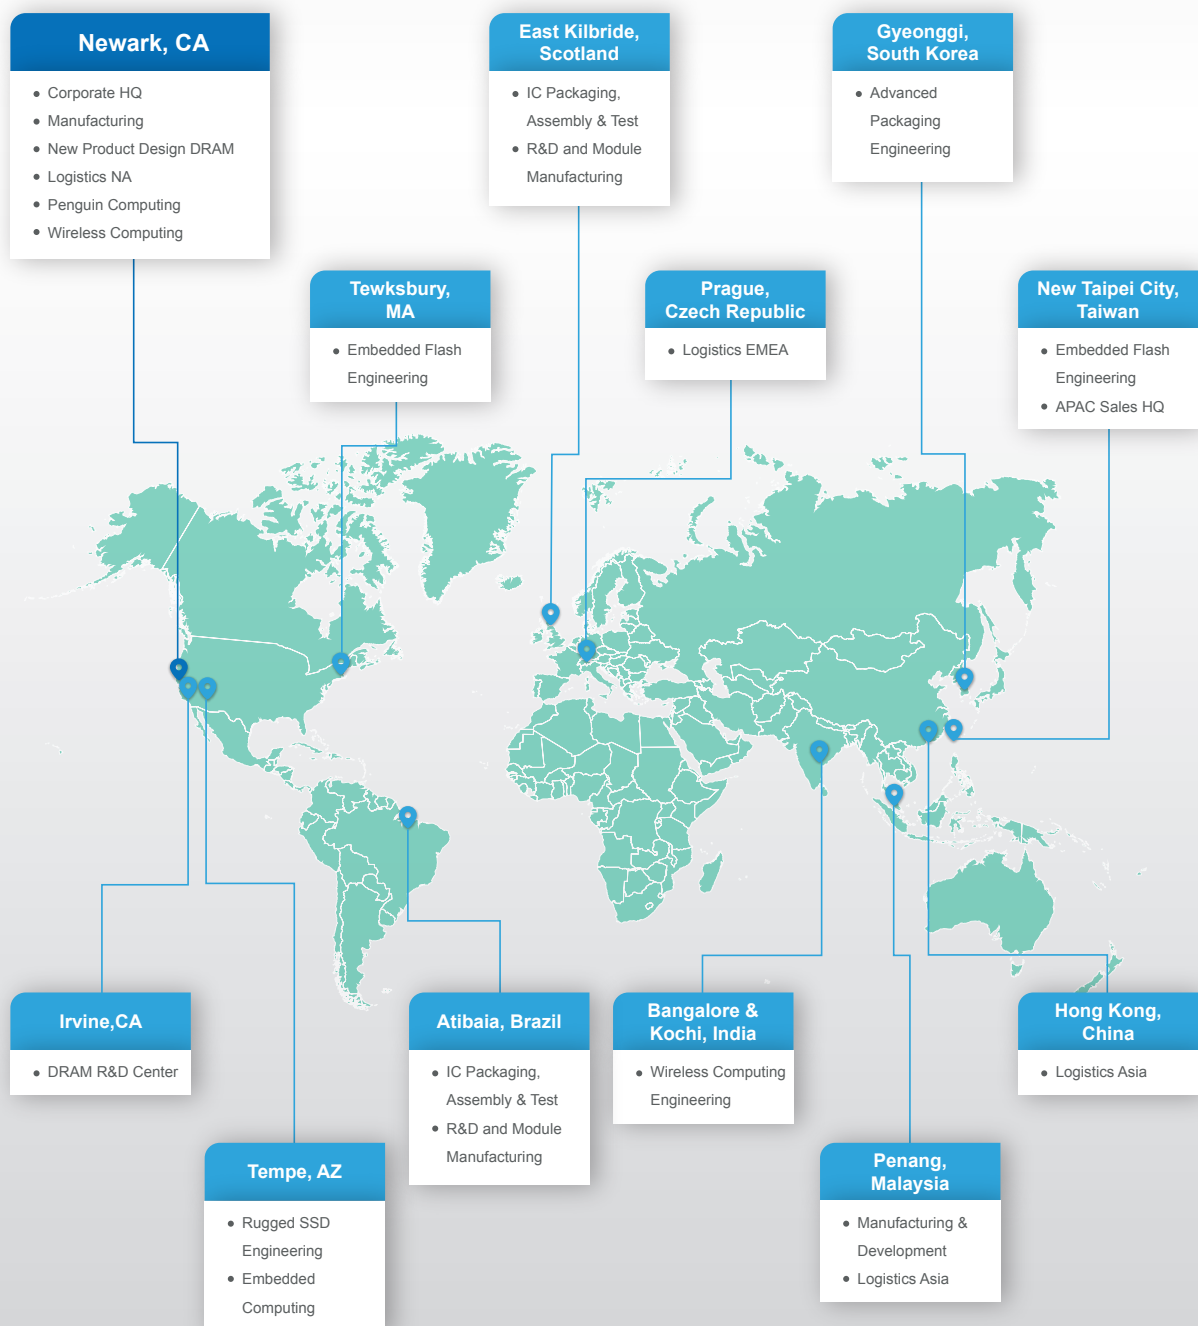 Newark, CA
Corporate HQ
Manufacturing
New Product Design DRAM
Logistics NA
Penguin Computing
Wireless Computing
East Kilbride,
Scotland
IC Packaging,
Assembly & Test
R&D and Module
Manufacturing
Gyeonggi,
South Korea
Advanced
Packaging
Engineering
Tewksbury,
MA
Embedded Flash
Engineering
Prague,
Czech Republic
Logistics EMEA
New Taipei City,
Taiwan
Embedded Flash
Engineering
APAC Sales HQ
Irvine,CA
DRAM R&D Center
Atibaia, Brazil
IC Packaging,
Assembly & Test
R&D and Module
Manufacturing
Bangalore &
Kochi, India
Wireless Computing
Engineering
Hong Kong,
China
Logistics Asia
Tempe, AZ
Rugged SSD
Engineering
Embedded
Computing
Penang,
Malaysia
Manufacturing &
Development
Logistics Asia